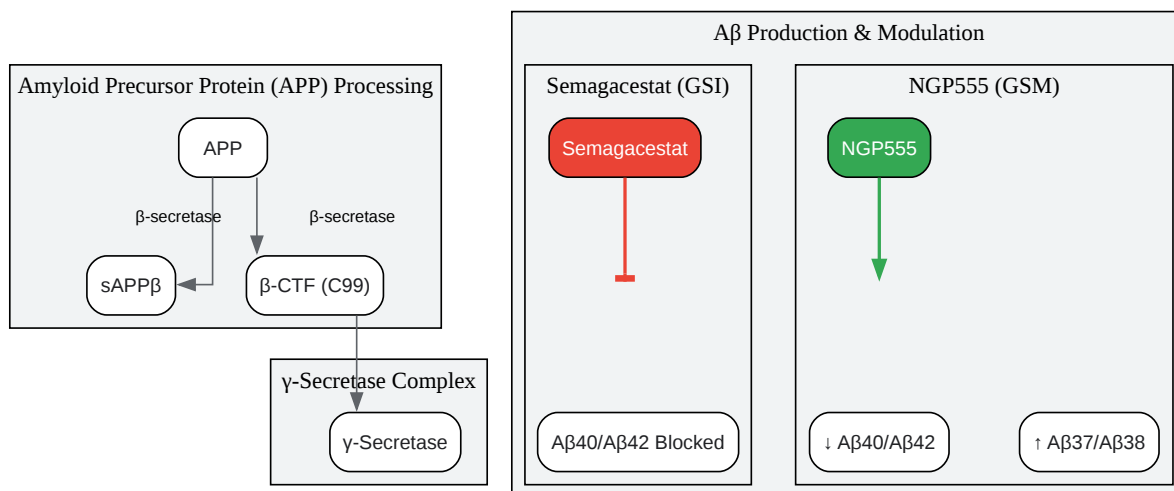 Aβ Production & Modulation
Amyloid Precursor Protein (APP) Processing
APP
β-secretase
β-secretase
sAPPβ
β-CTF (C99)
γ-Secretase Complex
γ-Secretase
Semagacestat (GSI)
Semagacestat
Aβ40/Aβ42 Blocked
NGP555 (GSM)
NGP555
↓ Aβ40/Aβ42
↑ Aβ37/Aβ38